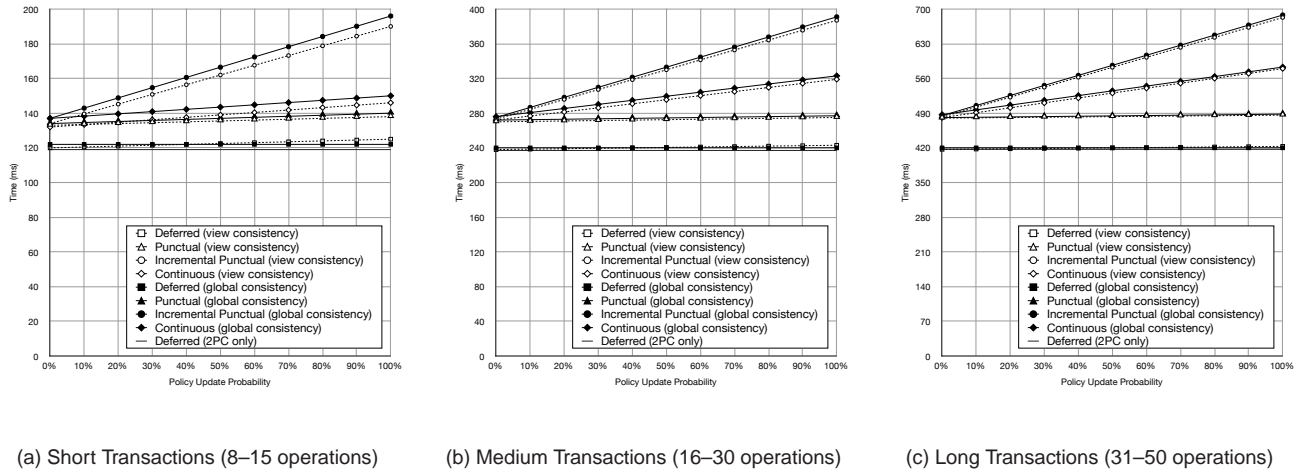 200
180
160
140
120
100
80
60
40
20
0
Time (ms)
Deferred (view consistency)
Punctual (view consistency)
Incremental Punctual (view consistency)
Continuous (view consistency)
Deferred (global consistency)
Punctual (global consistency)
Incremental Punctual (global consistency)
Continuous (global consistency)
Deferred (2PC only)
0% 10% 20% 30% 40% 50% 60% 70% 80% 90% 100%
Policy Update Probability
400
360
320
280
240
200
160
120
80
40
0
Time (ms)
Deferred (view consistency)
Punctual (view consistency)
Incremental Punctual (view consistency)
Continuous (view consistency)
Deferred (global consistency)
Punctual (global consistency)
Incremental Punctual (global consistency)
Continuous (global consistency)
Deferred (2PC only)
0% 10% 20% 30% 40% 50% 60% 70% 80% 90% 100%
Policy Update Probability
700
630
560
490
420
350
280
210
140
70
0
Time (ms)
Deferred (view consistency)
Punctual (view consistency)
Incremental Punctual (view consistency)
Continuous (view consistency)
Deferred (global consistency)
Punctual (global consistency)
Incremental Punctual (global consistency)
Continuous (global consistency)
Deferred (2PC only)
0% 10% 20% 30% 40% 50% 60% 70% 80% 90% 100%
Policy Update Probability
(a) Short Transactions (8–15 operations)
(b) Medium Transactions (16–30 operations)
(c) Long Transactions (31–50 operations)